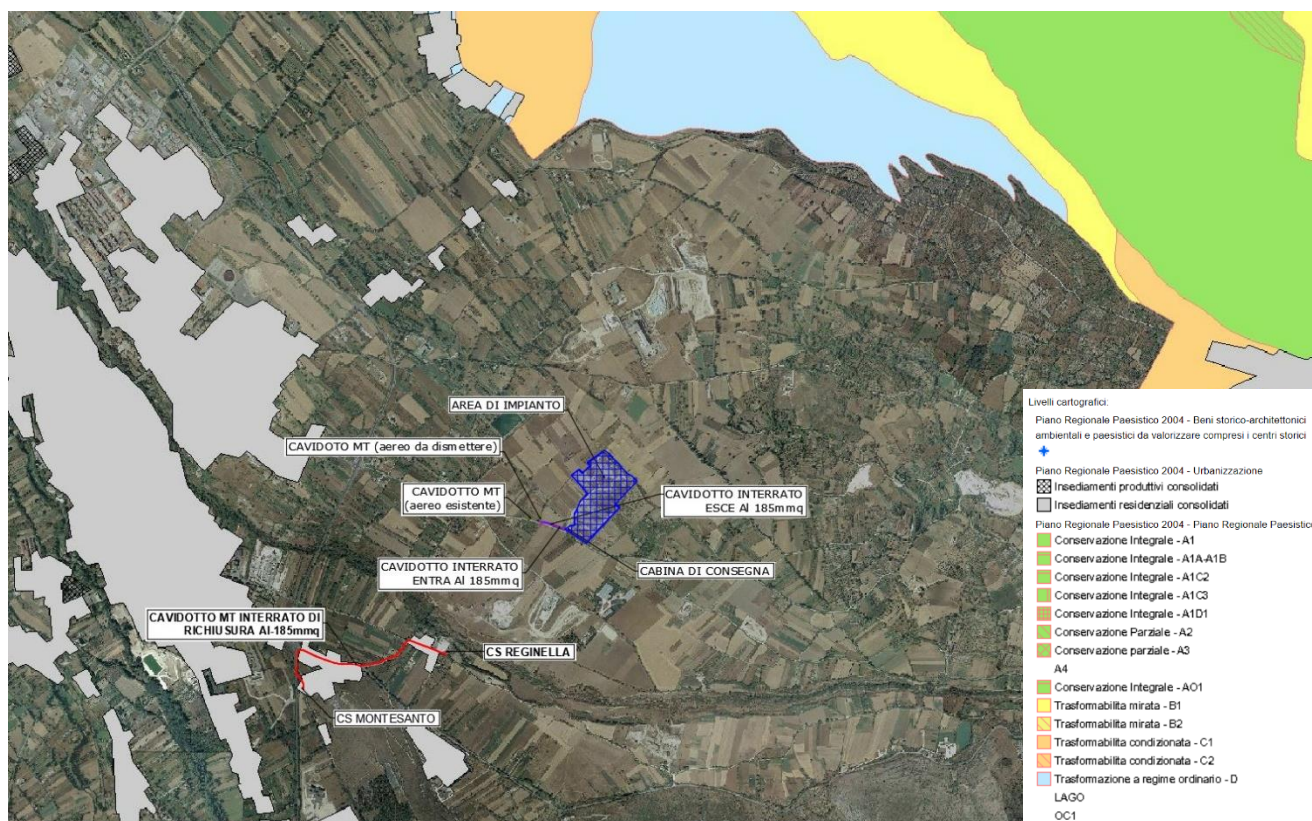 AREA DI IMPIANTO
CAVIDOTO MT (aereo da dismettere)
CAVIDOTTO MT
(aereo esistente)
CAVIDOTTO INTERRATO
ESCE Al 185mmq
CAVIDOTTO INTERRATO
ENTRA Al 185mmq
CABINA DI CONSEGNA
CAVIDOTTO MT INTERRATO DI
RICHIUSURA Al-185mmq
CS REGINELLA
CS MONTESANTO
Livelli cartografici:
Piano Regionale Paesistico 2004 - Beni storico-architettonici
ambientali e paesistici da valorizzare compresi i centri storici
Piano Regionale Paesistico 2004 - Urbanizzazione
Insediamenti produttivi consolidati
Insediamenti residenziali consolidati
Piano Regionale Paesistico 2004 - Piano Regionale Paesistico
Conservazione Integrale - A1
Conservazione Integrale - A1A-A1B
Conservazione Integrale - A1C2
Conservazione Integrale - A1C3
Conservazione Integrale - A1D1
Conservazione Parziale - A2
Conservazione parziale - A3
A4
Conservazione Integrale - AO1
Trasformabilita mirata - B1
Trasformabilita mirata - B2
Trasformabilita condizionata - C1
Trasformabilita condizionata - C2
Trasformazione a regime ordinario - D
LAGO
OC1